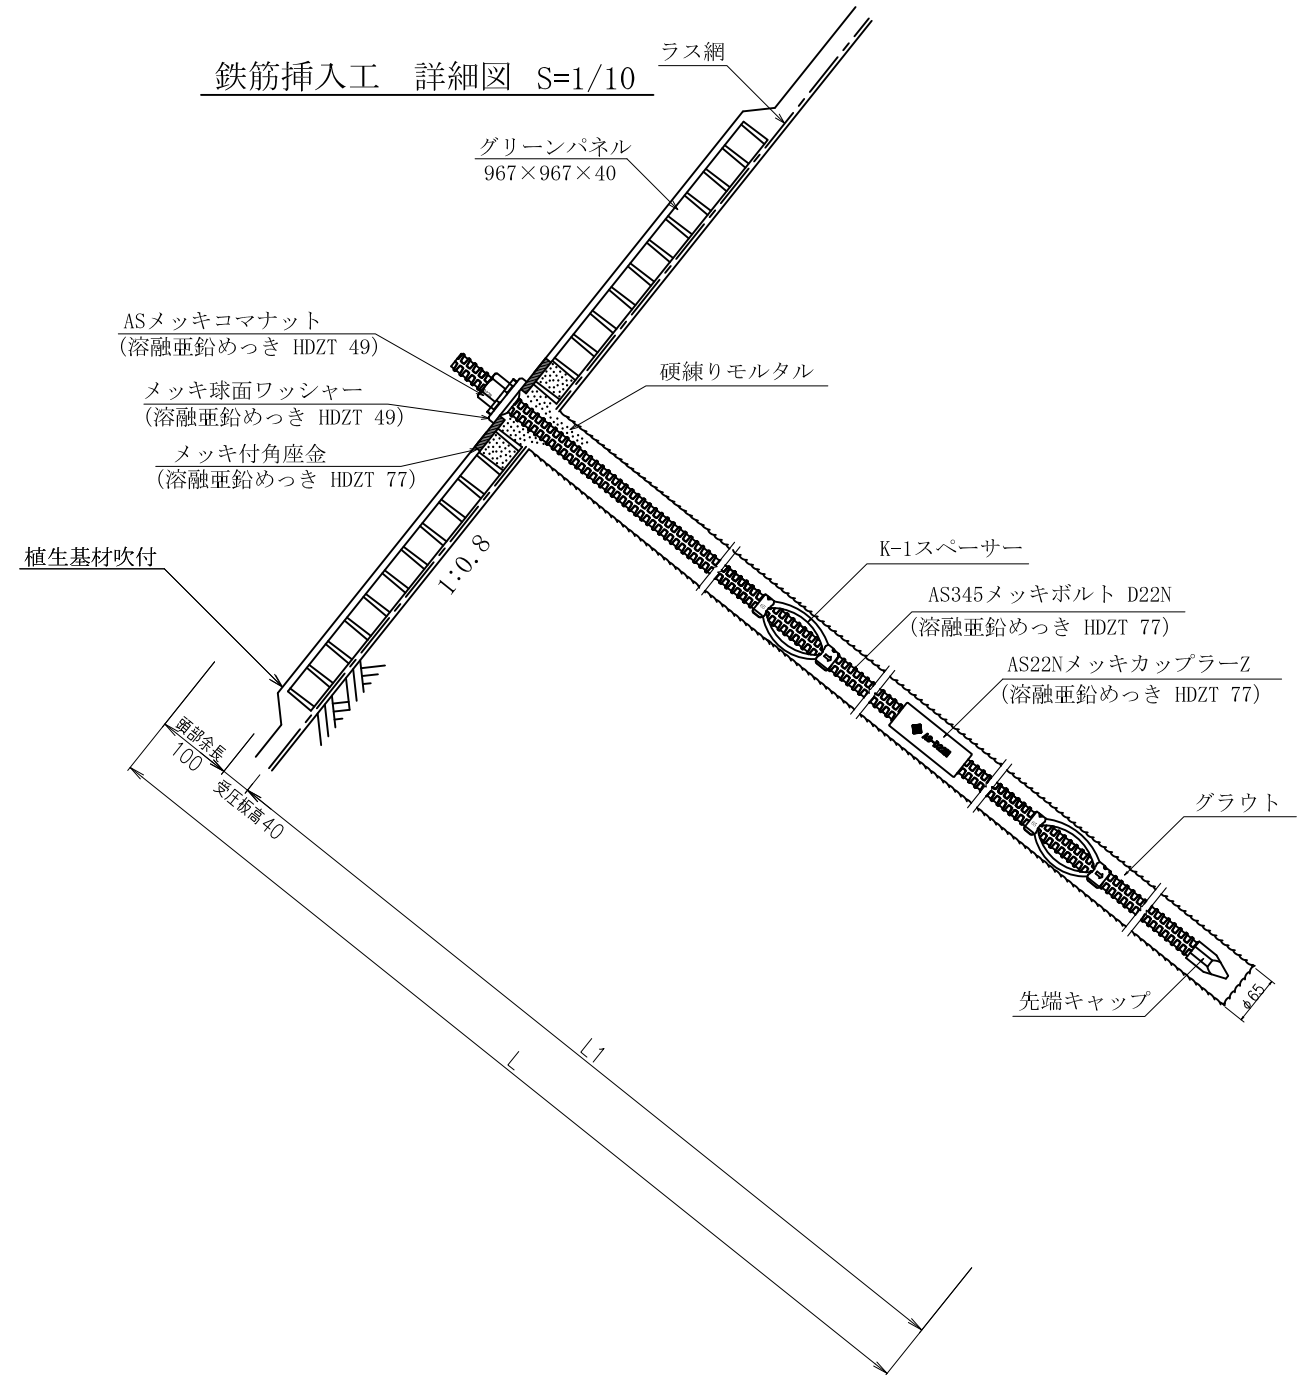 鉄筋挿入工　詳細図　S=1/10
ラス網
グリーンパネル
967×967×40
ASメッキコマナット
(溶融亜鉛めっき HDZT 49)
メッキ球面ワッシャー
(溶融亜鉛めっき HDZT 49)
メッキ付角座金
(溶融亜鉛めっき HDZT 77)
硬練りモルタル
植生基材吹付
1:0.8
K-1スペーサー
AS345メッキボルト D22N
(溶融亜鉛めっき HDZT 77)
AS22NメッキカップラーZ
(溶融亜鉛めっき HDZT 77)
グラウト
先端キャップ
φ65
頭部余長
100
受圧板高40
L1
L